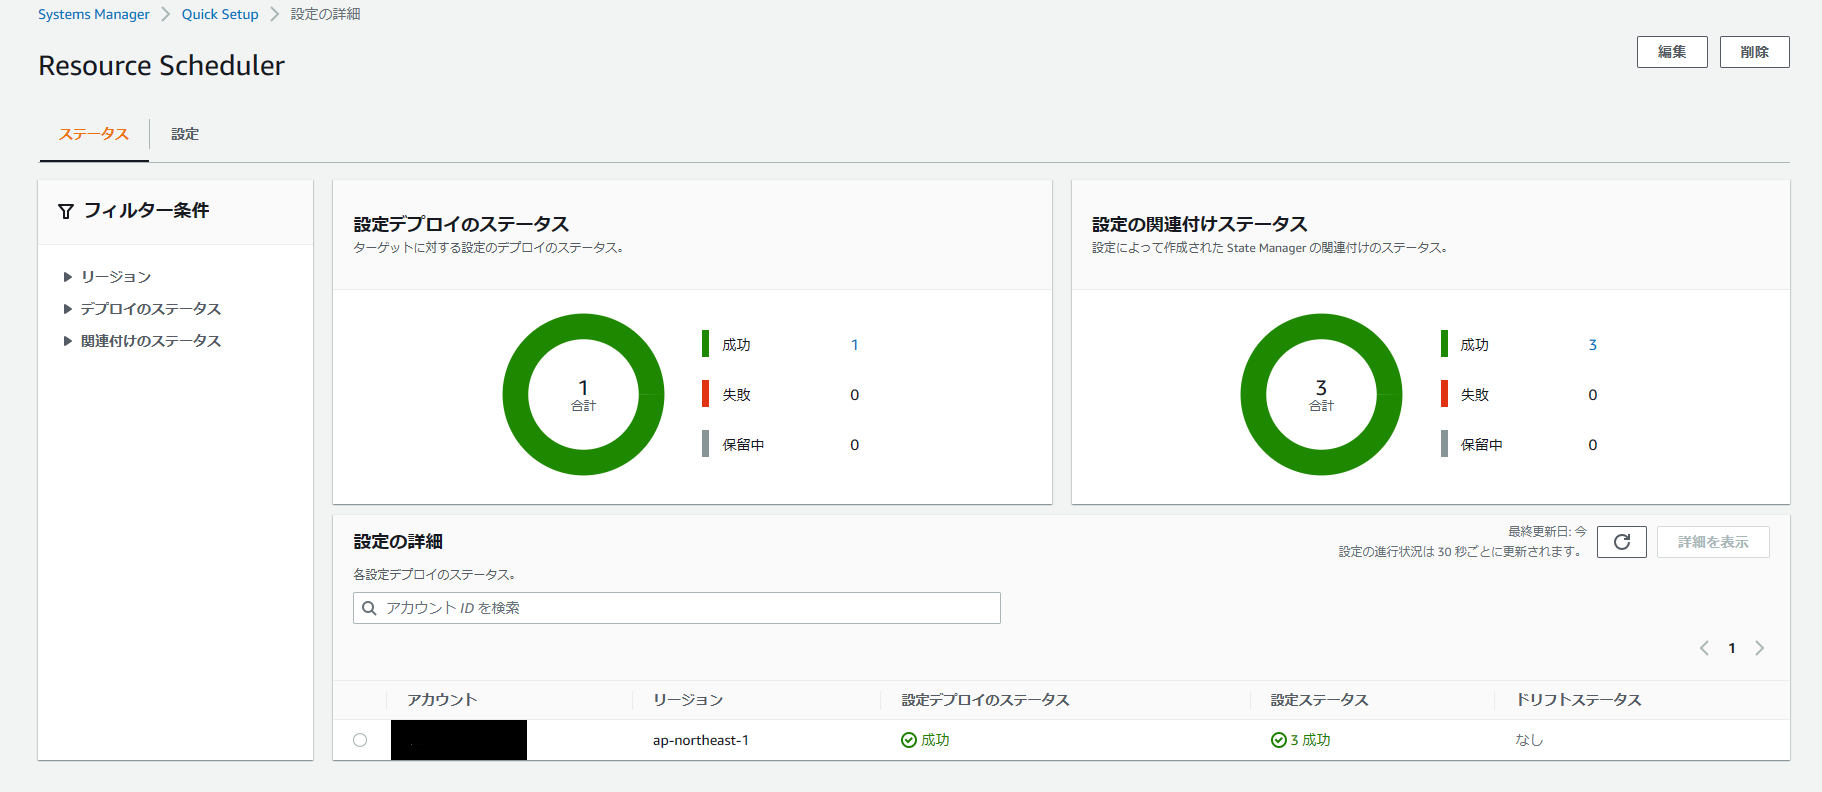 Systems Manager > Quick Setup > 設定の詳細
Resource Scheduler
編集
削除
ステータス
設定
フィルター条件
リージョン
デプロイのステータス
関連付けのステータス
設定デプロイのステータス
ターゲットに対する設定のデプロイのステータス。
1
合計
成功 1
失敗 0
保留中 0
設定の関連付けステータス
設定によって作成された State Manager の関連付けのステータス。
3
合計
成功 3
失敗 0
保留中 0
設定の詳細
各設定デプロイのステータス。
最終更新日: 今
設定の進行状況は 30 秒ごとに更新されます。
詳細を表示
アカウント ID を検索
1
アカウント リージョン 設定デプロイのステータス 設定ステータス ドリフトステータス
ap-northeast-1 成功 3 成功 なし